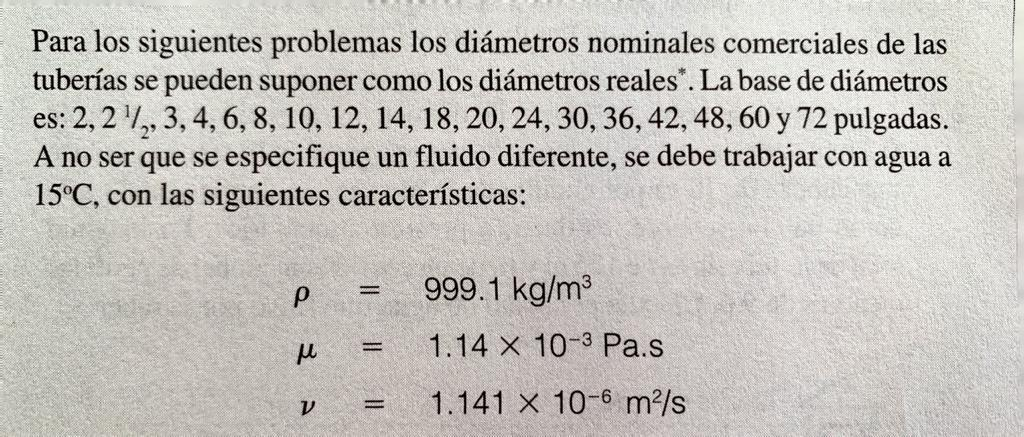 Para los siguientes problemas los diámetros nominales comerciales de las
tuberías se pueden suponer como los diámetros reales*. La base de diámetros
es: 2, 2 1/2, 3, 4, 6, 8, 10, 12, 14, 18, 20, 24, 30, 36, 42, 48, 60 y 72 pulgadas.
A no ser que se especifique un fluido diferente, se debe trabajar con agua a
15°C, con las siguientes características:
ρ = 999.1 kg/m³
μ = 1.14 × 10⁻³ Pa.s
ν = 1.141 × 10⁻⁶ m²/s